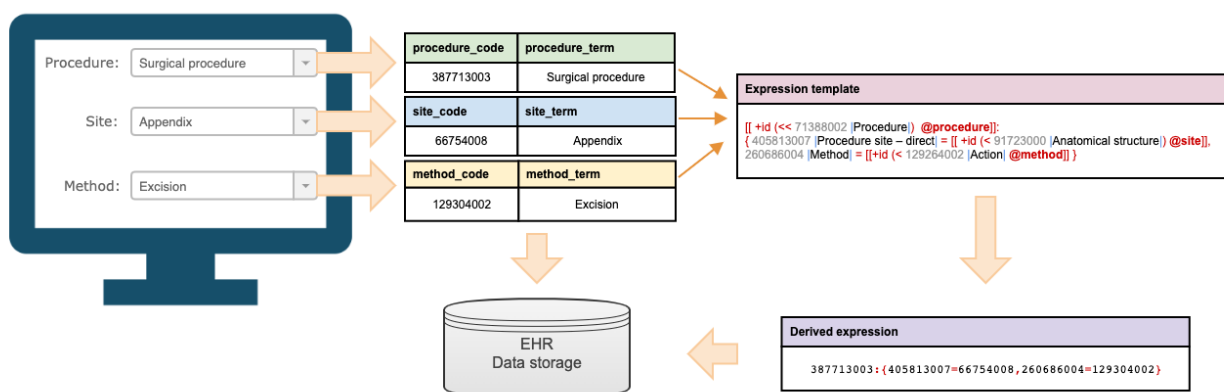 Procedure: Surgical procedure
Site: Appendix
Method: Excision
procedure_code procedure_term
387713003 Surgical procedure
site_code site_term
66754008 Appendix
method_code method_term
129304002 Excision
Expression template
[[ +id (<< 71388002 |Procedure|) @procedure]]:
{ 405813007 |Procedure site – direct| = [[ +id (< 91723000 |Anatomical structure|) @site]],
260686004 |Method| = [[+id (< 129264002 |Action| @method]] }
EHR
Data storage
Derived expression
387713003:{405813007=66754008,260686004=129304002}